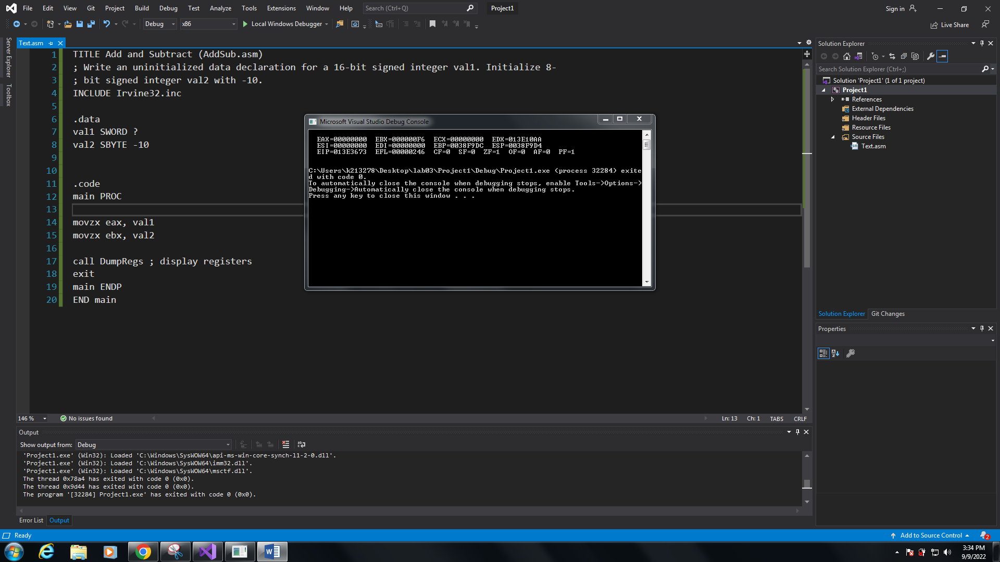 File Edit View Git Project Build Debug Test Analyze Tools Extensions Window Help Search (Ctrl+Q) Project1 Sign in
Debug x86 Local Windows Debugger Live Share
Server Explorer
Toolbox
Text.asm
1 TITLE Add and Subtract (AddSub.asm)
2 ; Write an uninitialized data declaration for a 16-bit signed integer val1. Initialize 8-
3 ; bit signed integer val2 with -10.
4 INCLUDE Irvine32.inc
5
6 .data
7 val1 SWORD ?
8 val2 SBYTE -10
9
10
11 .code
12 main PROC
13
14 movzx eax, val1
15 movzx ebx, val2
16
17 call DumpRegs ; display registers
18 exit
19 main ENDP
20 END main
Microsoft Visual Studio Debug Console
EAX=00000000 EBX=000000F6 ECX=00000000 EDX=013E10AA
ESI=00000000 EDI=00000000 EBP=0038F9DC ESP=0038F9D4
EIP=013E3673 EFL=00000246 CF=0 SF=0 ZF=1 OF=0 AF=0 PF=1
C:\Users\k213278\Desktop\lab03\Project1\Debug\Project1.exe (process 32284) exite
d with code 0.
To automatically close the console when debugging stops, enable Tools->Options->
Debugging->Automatically close the console when debugging stops.
Press any key to close this window . . .
146 % No issues found Ln: 13 Ch: 1 TABS CRLF
Output
Show output from: Debug
'Project1.exe' (Win32): Loaded 'C:\Windows\SysWOW64\api-ms-win-core-synch-l1-2-0.dll'.
'Project1.exe' (Win32): Loaded 'C:\Windows\SysWOW64\imm32.dll'.
'Project1.exe' (Win32): Loaded 'C:\Windows\SysWOW64\msctf.dll'.
The thread 0x78a4 has exited with code 0 (0x0).
The thread 0x9d44 has exited with code 0 (0x0).
The program '[32284] Project1.exe' has exited with code 0 (0x0).
Error List Output
Solution Explorer
Search Solution Explorer (Ctrl+;)
Solution 'Project1' (1 of 1 project)
Project1
References
External Dependencies
Header Files
Resource Files
Source Files
Text.asm
Solution Explorer Git Changes
Properties
Ready Add to Source Control 2
3:34 PM
9/9/2022